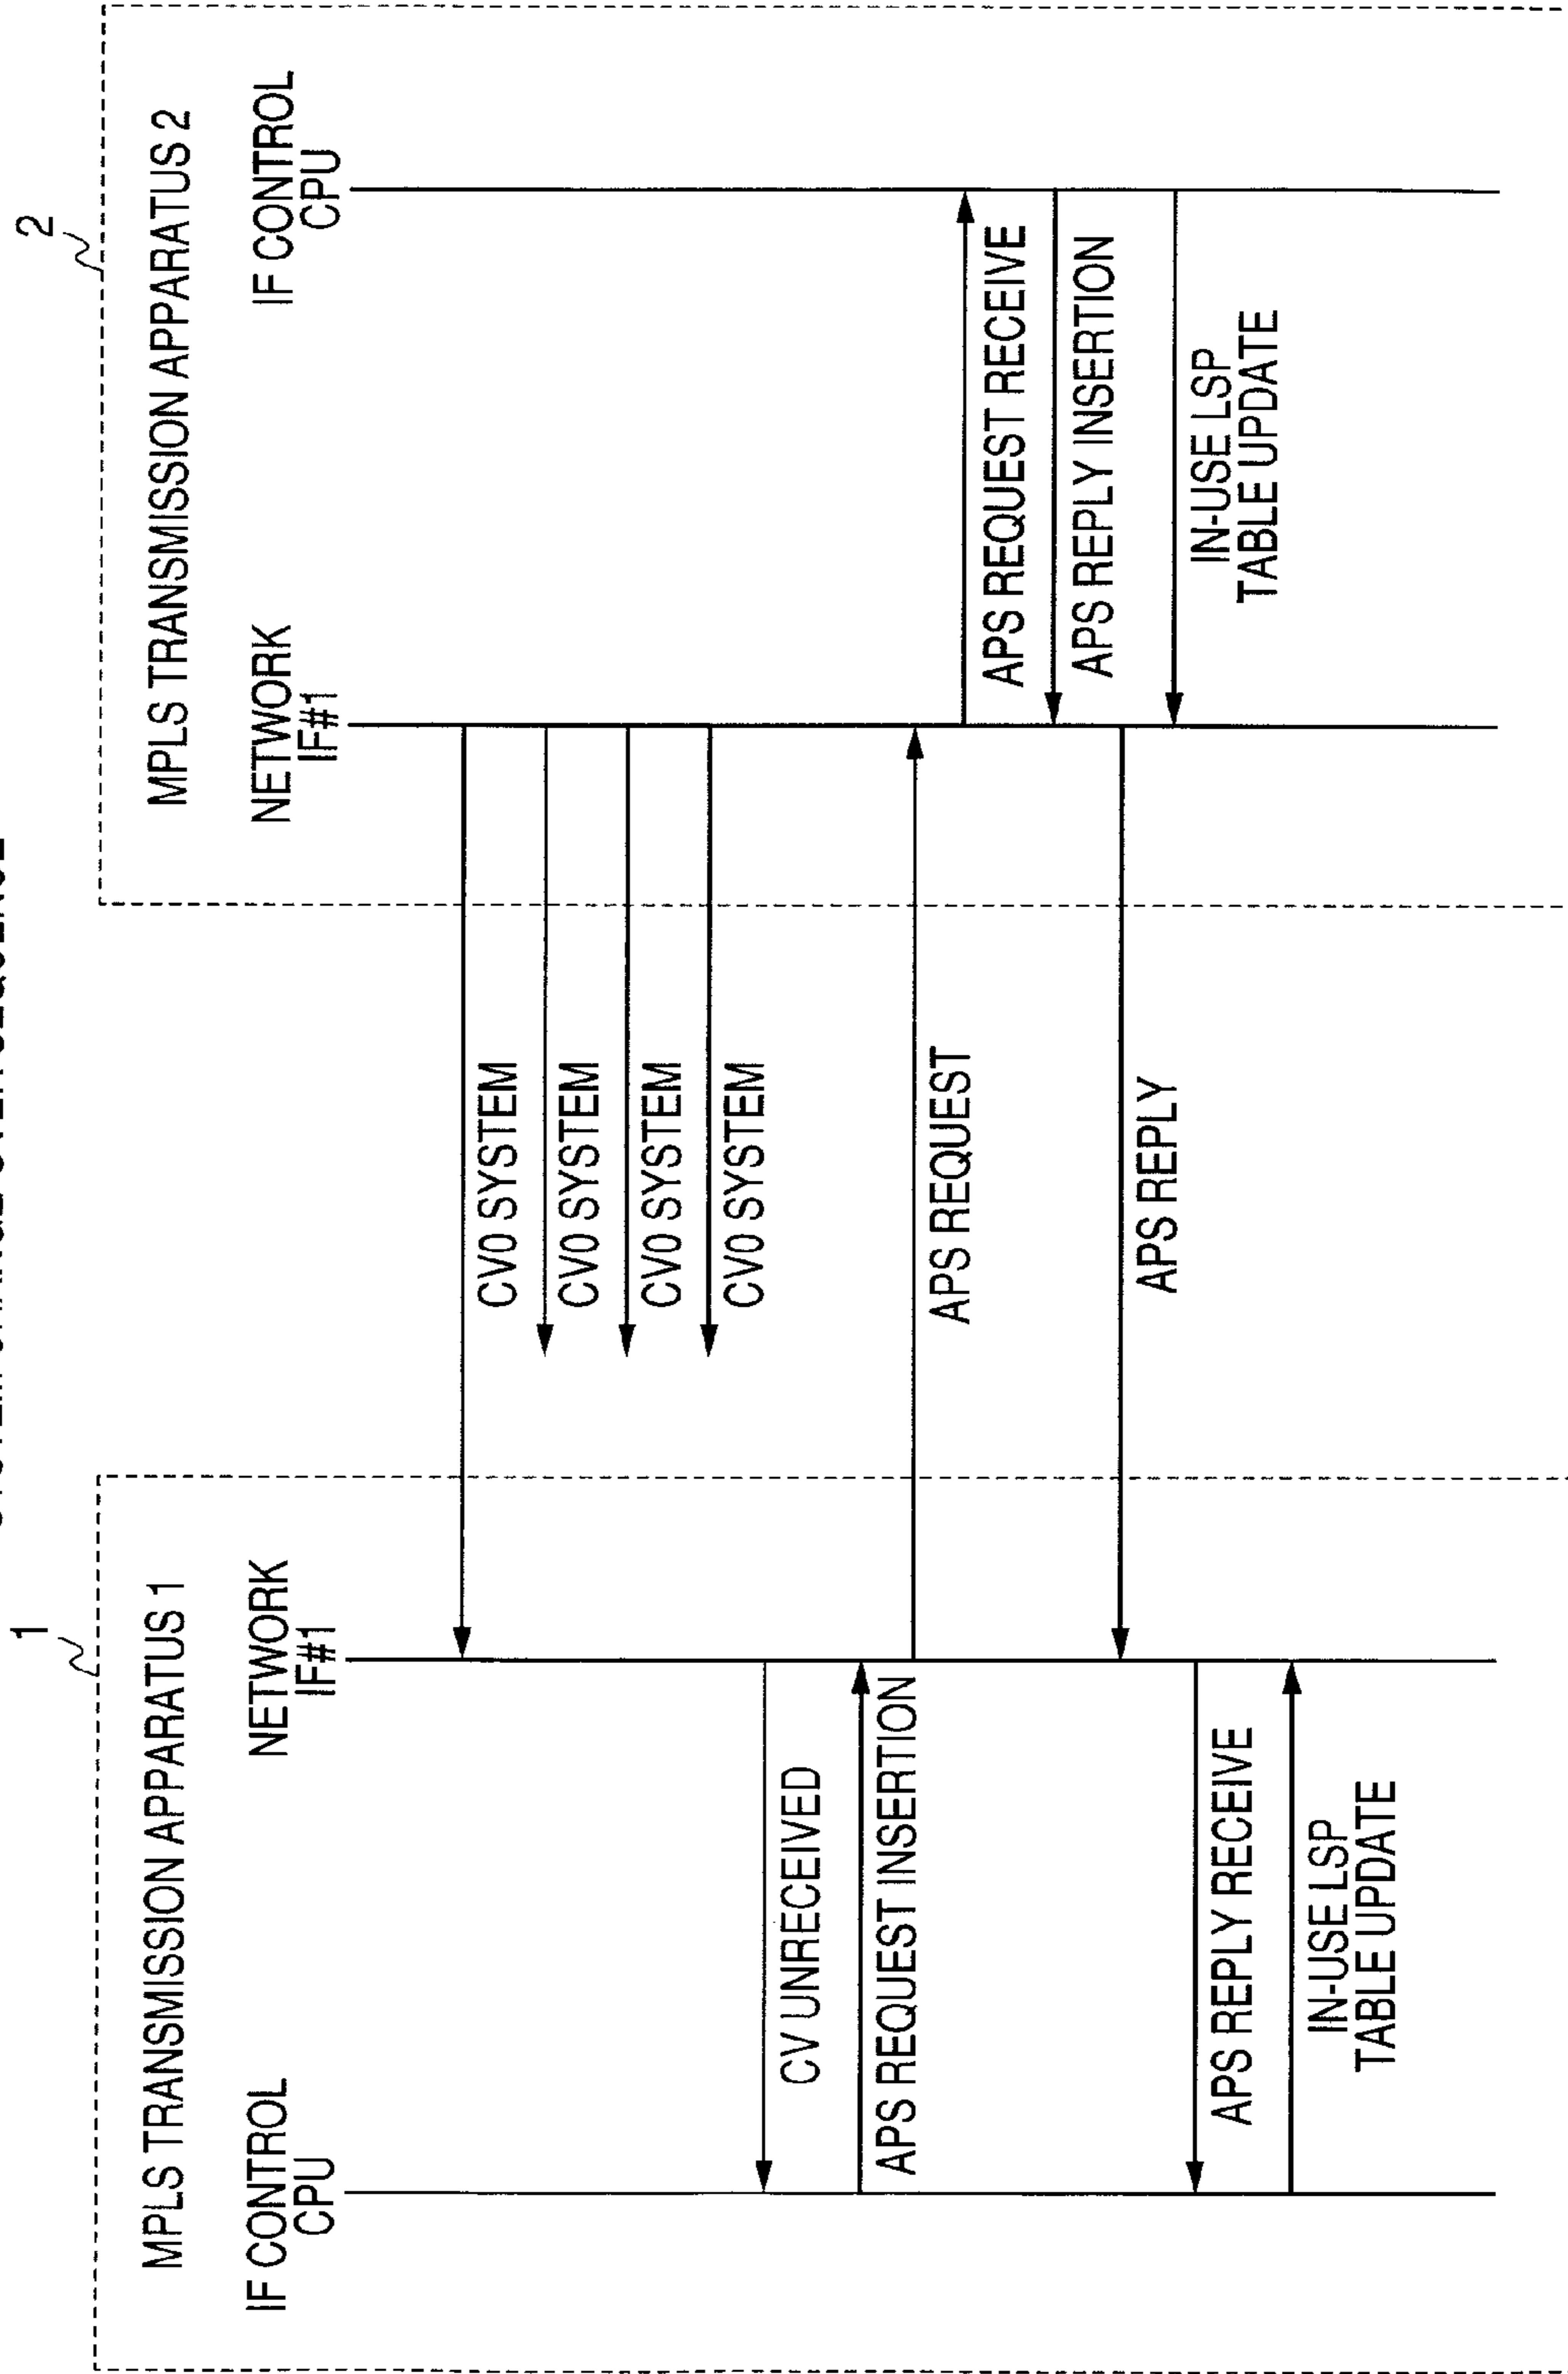 1
2
MPLS TRANSMISSION APPARATUS 1
MPLS TRANSMISSION APPARATUS 2
IF CONTROL
CPU
NETWORK
IF#1
NETWORK
IF#1
IF CONTROL
CPU
CV0 SYSTEM
CV0 SYSTEM
CV0 SYSTEM
CV0 SYSTEM
CV UNRECEIVED
APS REQUEST INSERTION
APS REQUEST
APS REQUEST RECEIVE
APS REPLY INSERTION
APS REPLY
IN-USE LSP
TABLE UPDATE
APS REPLY RECEIVE
IN-USE LSP
TABLE UPDATE